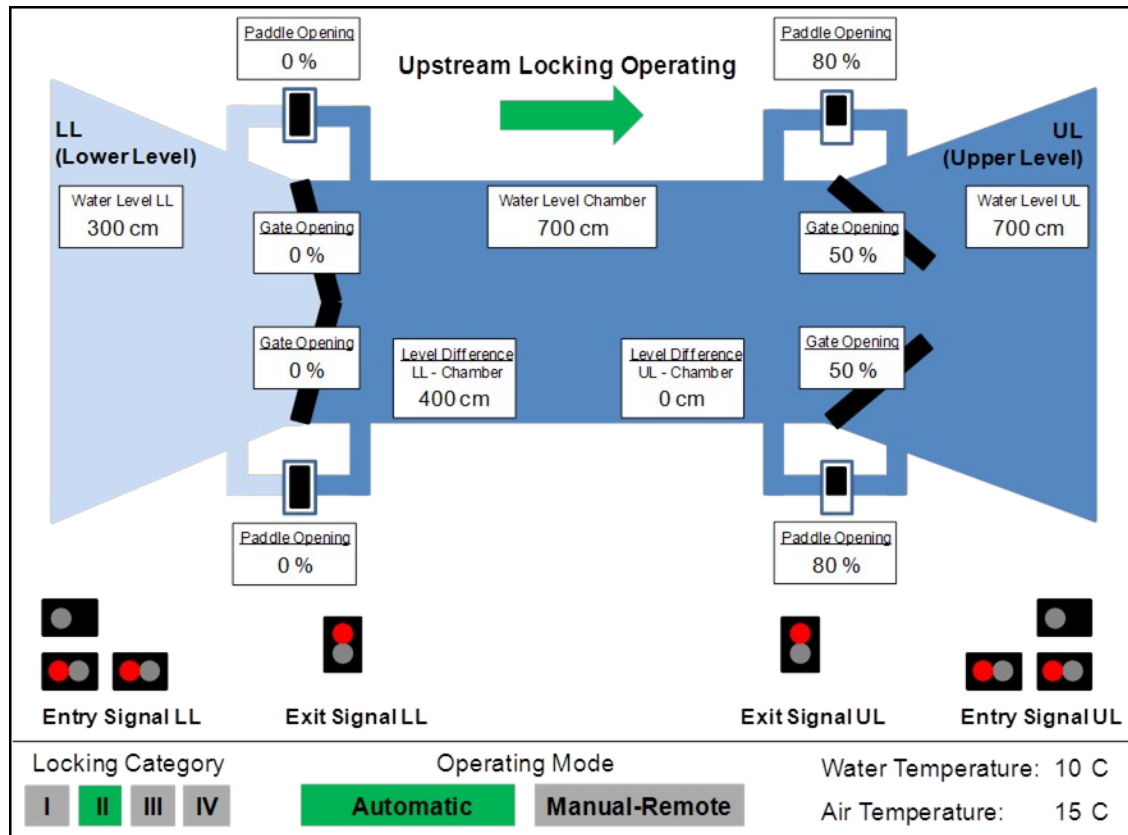 Paddle Opening
0 %
Upstream Locking Operating
Paddle Opening
80 %
LL
(Lower Level)
UL
(Upper Level)
Water Level LL
300 cm
Water Level Chamber
700 cm
Water Level UL
700 cm
Gate Opening
0 %
Gate Opening
50 %
Gate Opening
0 %
Level Difference
LL - Chamber
400 cm
Level Difference
UL - Chamber
0 cm
Gate Opening
50 %
Paddle Opening
0 %
Paddle Opening
80 %
Entry Signal LL
Exit Signal LL
Exit Signal UL
Entry Signal UL
Locking Category
I II III IV
Operating Mode
Automatic Manual-Remote
Water Temperature: 10 C
Air Temperature: 15 C